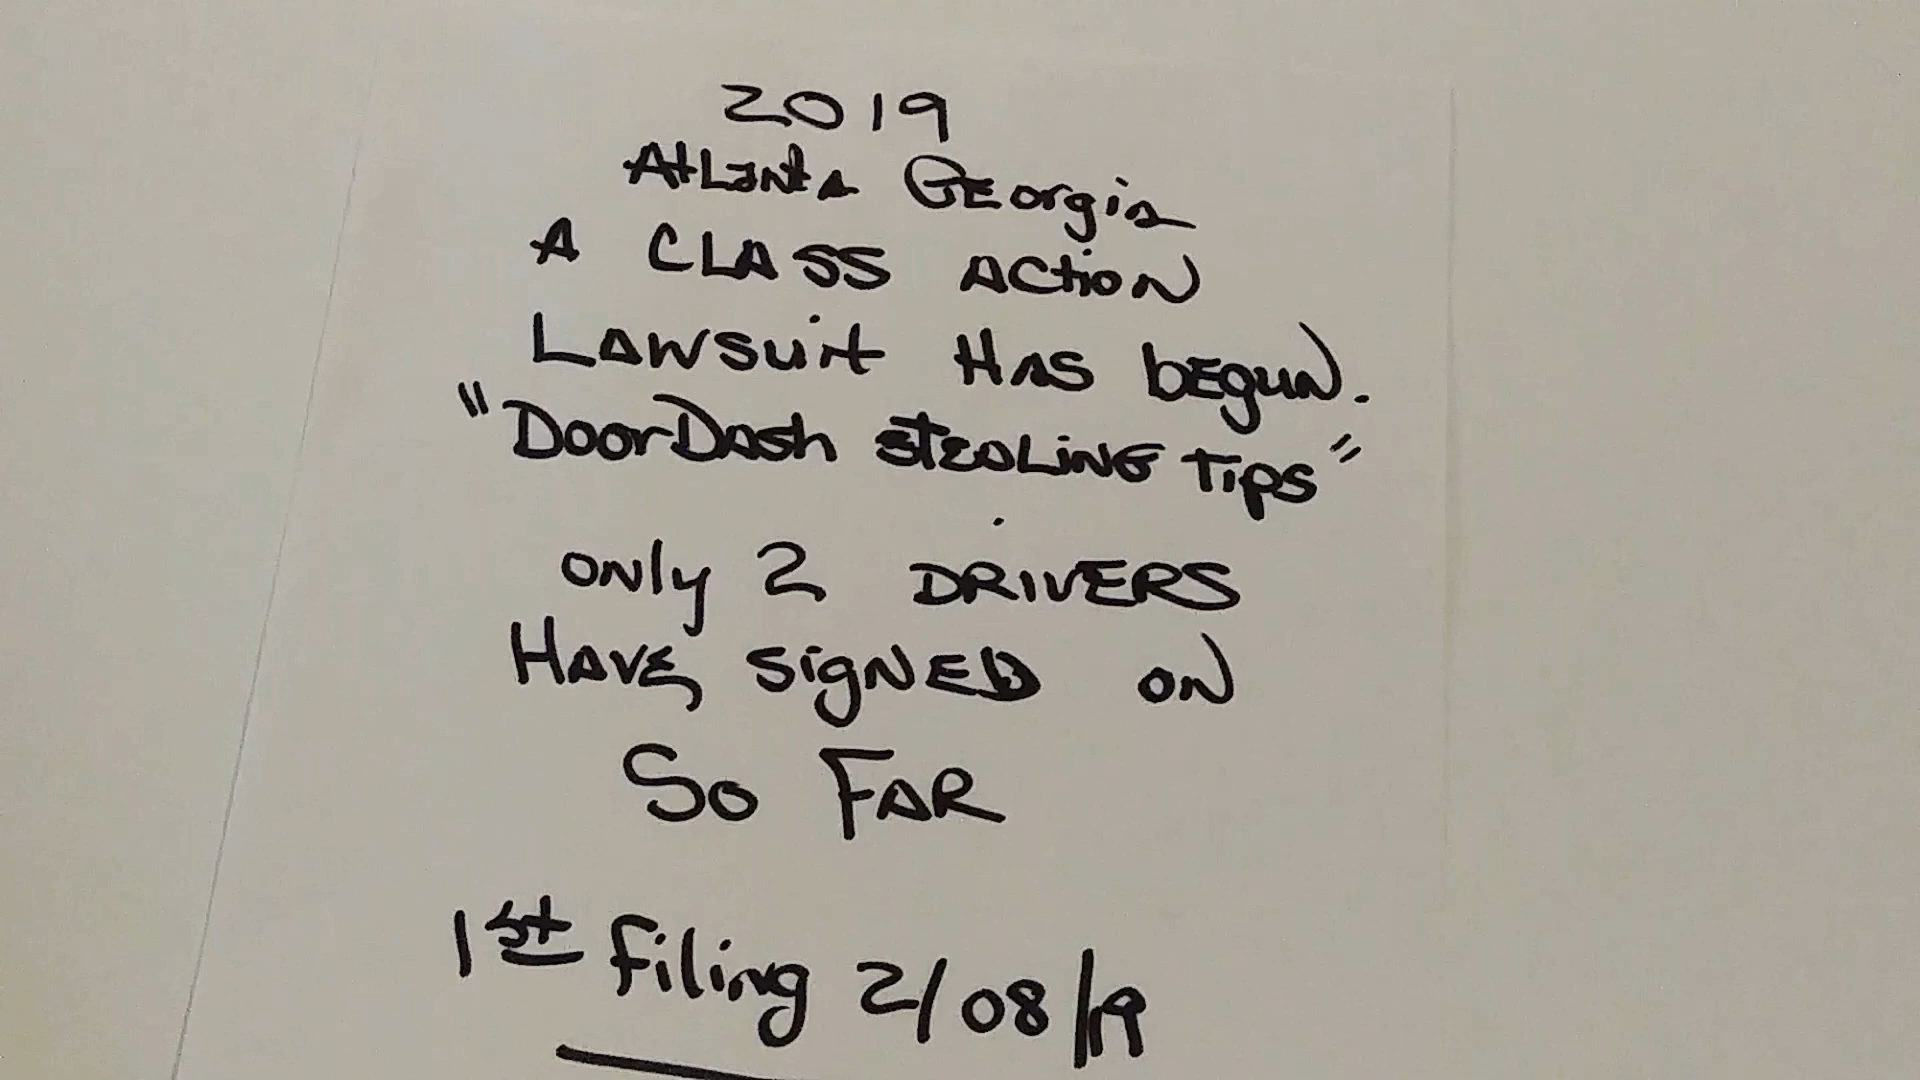 2019
Atlanta Georgia
A CLASS ACTION
LAWSUIT HAS BEGUN.
"DoorDash STEALING TIPS"
ONLY 2 DRIVERS
HAVE SIGNED ON
SO FAR
1st Filing 2/08/19